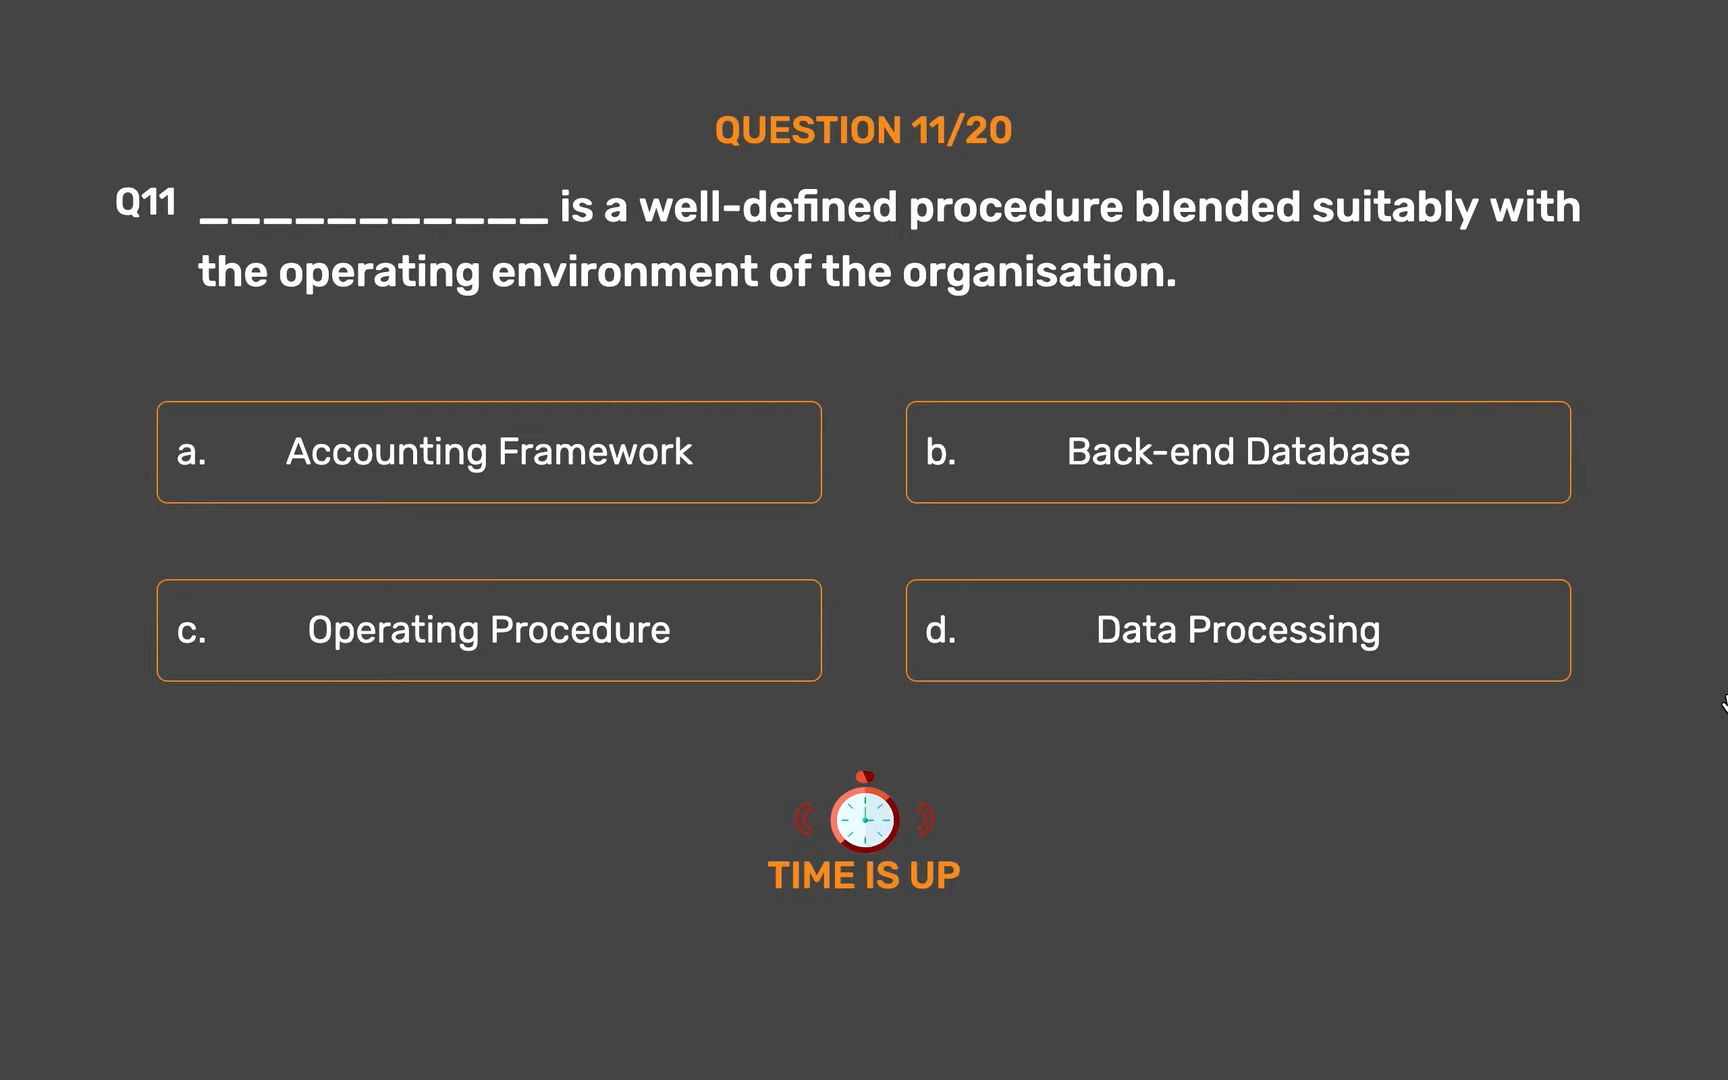 QUESTION 11/20
Q11 ___________ is a well-defined procedure blended suitably with
the operating environment of the organisation.
a. Accounting Framework
b. Back-end Database
c. Operating Procedure
d. Data Processing
TIME IS UP